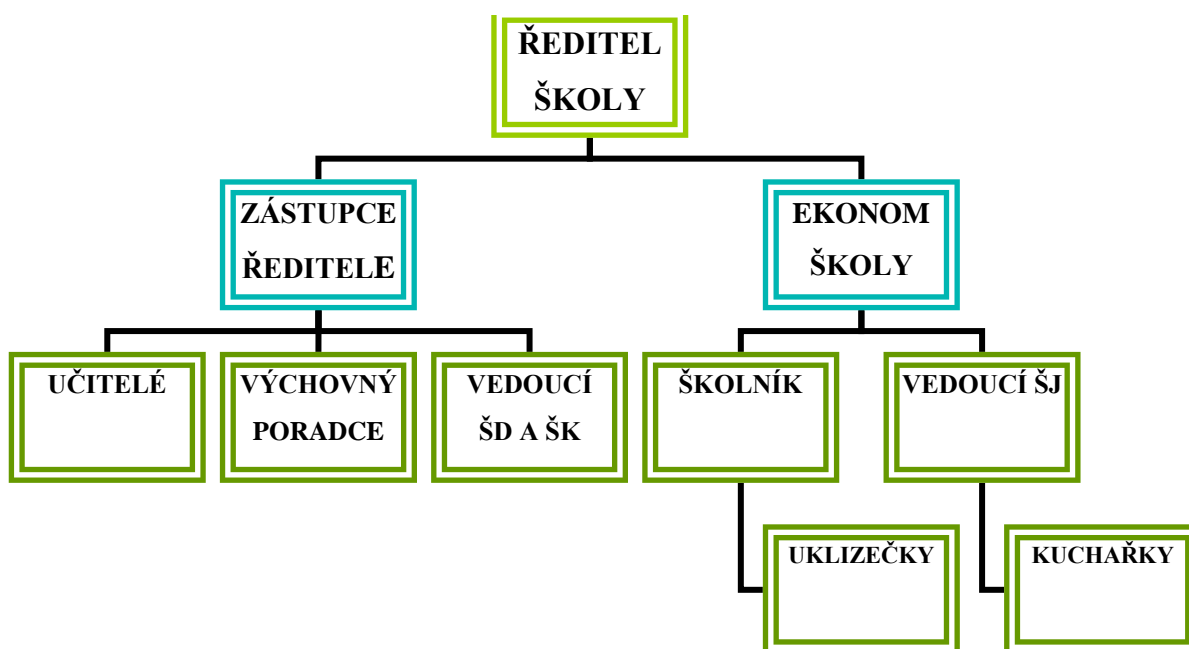 ŘEDITEL
ŠKOLY
ZÁSTUPCE
ŘEDITELE
EKONOM
ŠKOLY
UČITELÉ
VÝCHOVNÝ
PORADCE
VEDOUCÍ
ŠD A ŠK
ŠKOLNÍK
VEDOUCÍ ŠJ
UKLIZEČKY
KUCHAŘKY